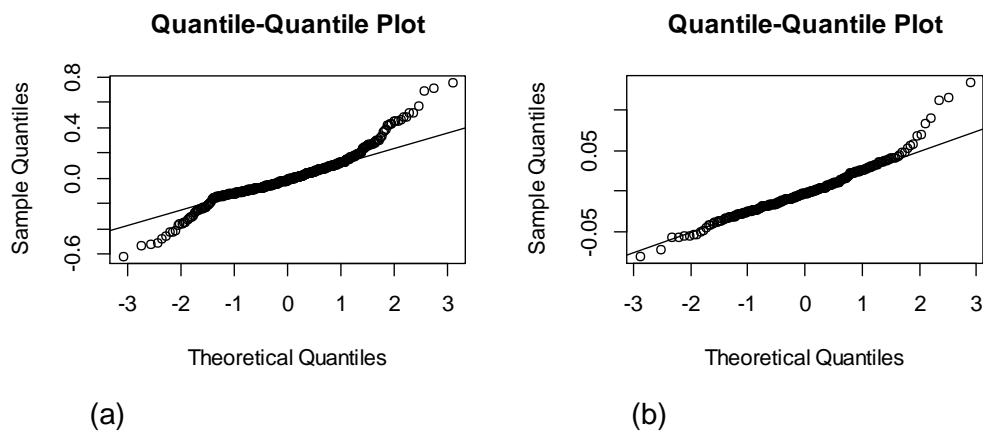 Quantile-Quantile Plot
Sample Quantiles
-0.6 0.0 0.4 0.8
-3 -2 -1 0 1 2 3
Theoretical Quantiles
(a)
Quantile-Quantile Plot
Sample Quantiles
-0.05 0.05
-3 -2 -1 0 1 2 3
Theoretical Quantiles
(b)